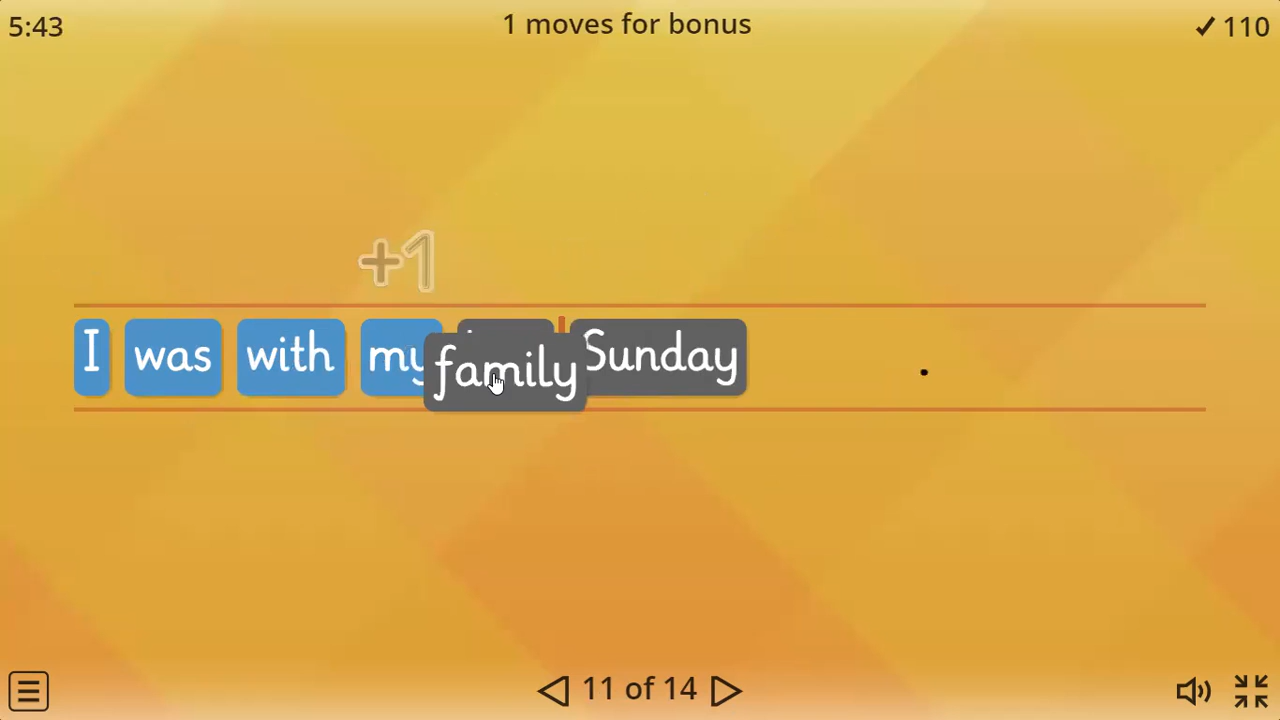 5:43 1 moves for bonus ✓ 110
+1
I was with my family Sunday .
11 of 14